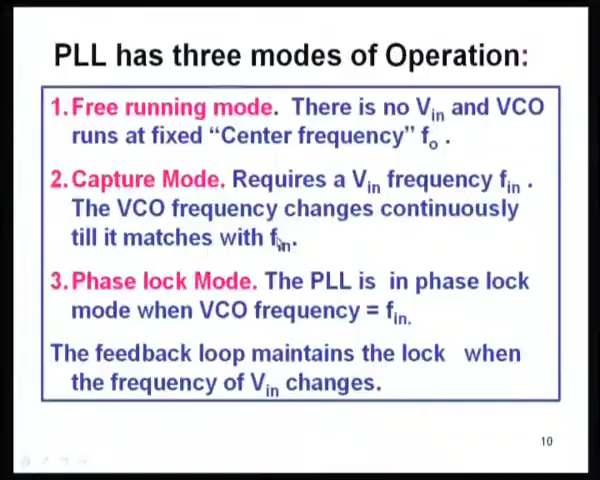 PLL has three modes of Operation:
1. Free running mode. There is no Vin and VCO
runs at fixed “Center frequency” fo .
2. Capture Mode. Requires a Vin frequency fin .
The VCO frequency changes continuously
till it matches with fin.
3. Phase lock Mode. The PLL is in phase lock
mode when VCO frequency = fin.
The feedback loop maintains the lock when
the frequency of Vin changes.
10